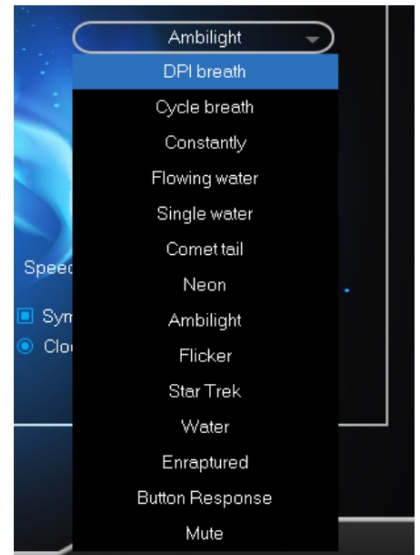 Ambilight
DPI breath
Cycle breath
Constantly
Flowing water
Single water
Comet tail
Neon
Ambilight
Flicker
Star Trek
Water
Enraptured
Button Response
Mute